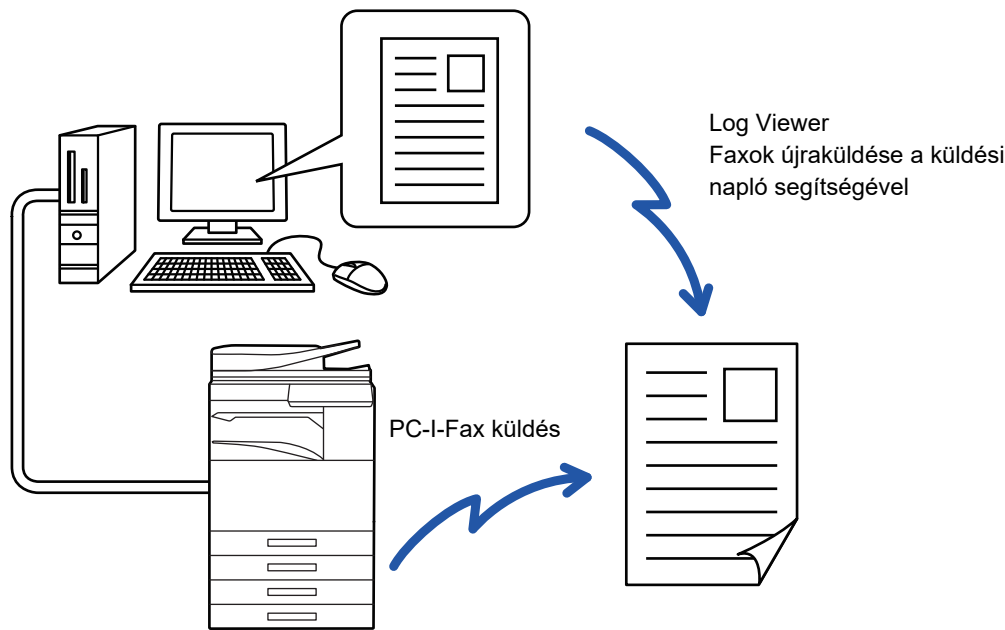 Log Viewer
Faxok újraküldése a küldési
napló segítségével
PC-I-Fax küldés